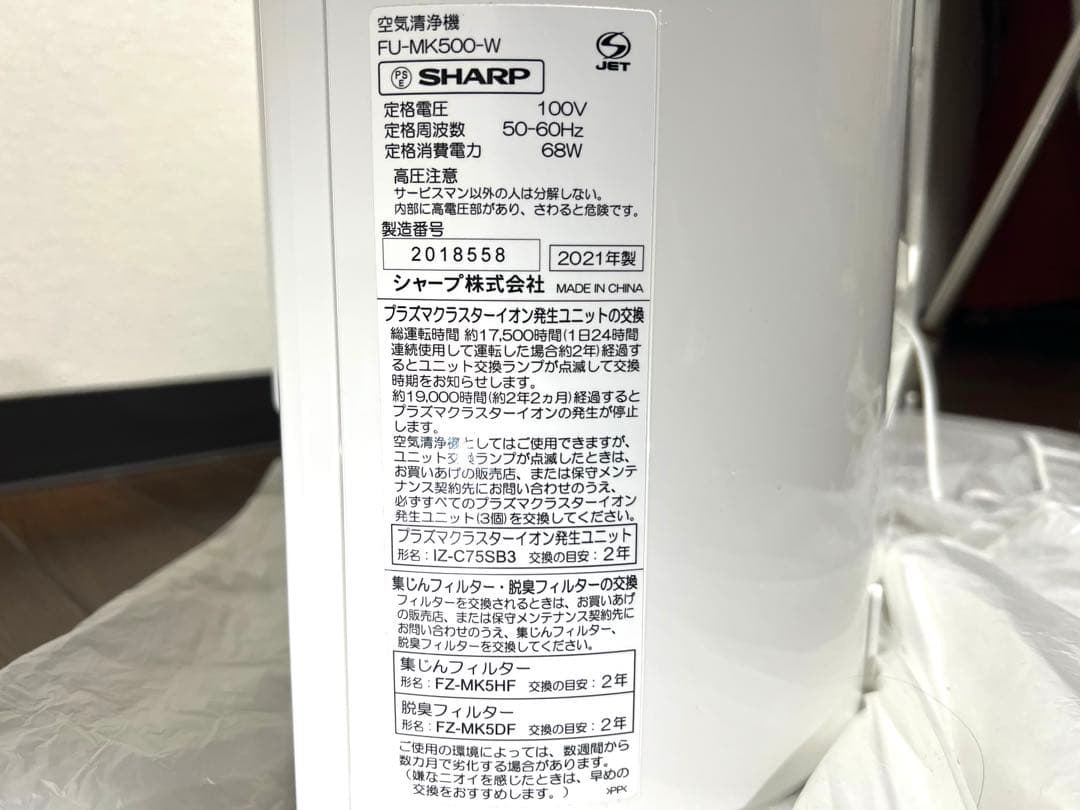 空気清浄機
FU-MK500-W
PS
E
SHARP
JET
定格電圧 100V
定格周波数 50-60Hz
定格消費電力 68W
高圧注意
サービスマン以外の人は分解しない。
内部に高電圧部があり、さわると危険です。
製造番号
2018558 2021年製
シャープ株式会社 MADE IN CHINA
プラズマクラスターイオン発生ユニットの交換
総運転時間 約17,500時間(1日24時間
連続使用して運転した場合約2年)経過す
るとユニット交換ランプが点滅して交換
時期をお知らせします。
約19,000時間(約2年2ヵ月)経過すると
プラズマクラスターイオンの発生が停止
します。
空気清浄機としてはご使用できますが、
ユニット交換ランプが点滅したときは、
お買いあげの販売店、または保守メンテ
ナンス契約先にお問い合わせのうえ、
必ずすべてのプラズマクラスターイオン
発生ユニット(3個)を交換してください。
プラズマクラスターイオン発生ユニット
形名：IZ-C75SB3 交換の目安：2年
集じんフィルター・脱臭フィルターの交換
フィルターを交換されるときは、お買いあげ
の販売店、または保守メンテナンス契約先に
お問い合わせのうえ、集じんフィルター、
脱臭フィルターを交換してください。
集じんフィルター
形名：FZ-MK5HF 交換の目安：2年
脱臭フィルター
形名：FZ-MK5DF 交換の目安：2年
ご使用の環境によっては、数週間から
数カ月で劣化する場合があります。
(嫌なニオイを感じたときは、早めの
交換をおすすめします。) >PP<